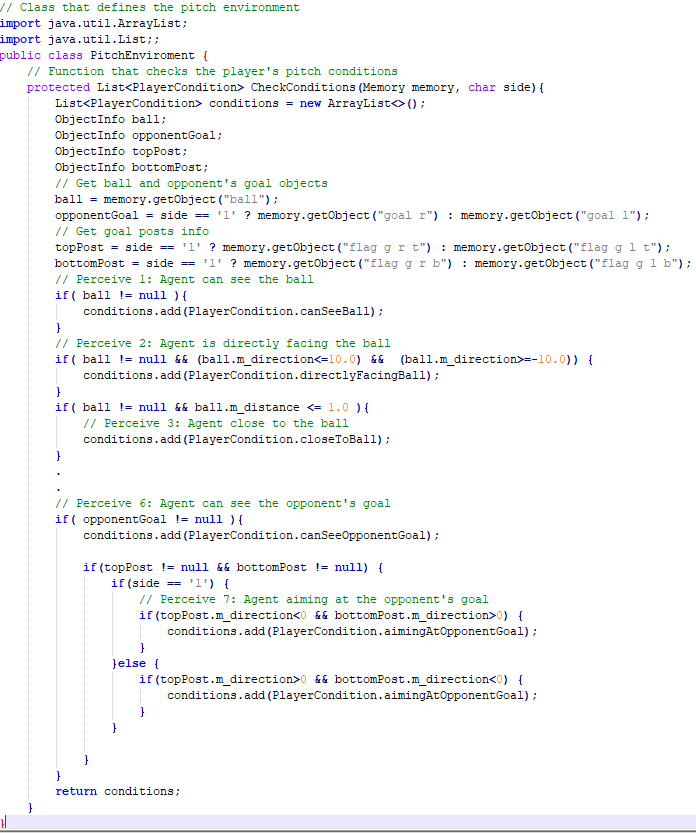 // Class that defines the pitch environment
import java.util.ArrayList;
import java.util.List;;
public class PitchEnviroment {
    // Function that checks the player's pitch conditions
    protected List<PlayerCondition> CheckConditions(Memory memory, char side){
        List<PlayerCondition> conditions = new ArrayList<>();
        ObjectInfo ball;
        ObjectInfo opponentGoal;
        ObjectInfo topPost;
        ObjectInfo bottomPost;
        // Get ball and opponent's goal objects
        ball = memory.getObject("ball");
        opponentGoal = side == 'l' ? memory.getObject("goal r") : memory.getObject("goal l");
        // Get goal posts info
        topPost = side == 'l' ? memory.getObject("flag g r t") : memory.getObject("flag g l t");
        bottomPost = side == 'l' ? memory.getObject("flag g r b") : memory.getObject("flag g l b");
        // Perceive 1: Agent can see the ball
        if( ball != null ){
            conditions.add(PlayerCondition.canSeeBall);
        }
        // Perceive 2: Agent is directly facing the ball
        if( ball != null && (ball.m_direction<=10.0) &&  (ball.m_direction>=-10.0)) {
            conditions.add(PlayerCondition.directlyFacingBall);
        }
        if( ball != null && ball.m_distance <= 1.0 ){
            // Perceive 3: Agent close to the ball
            conditions.add(PlayerCondition.closeToBall);
        }
        .
        .
        // Perceive 6: Agent can see the opponent's goal
        if( opponentGoal != null ){
            conditions.add(PlayerCondition.canSeeOpponentGoal);
            if(topPost != null && bottomPost != null) {
                if(side == 'l') {
                    // Perceive 7: Agent aiming at the opponent's goal
                    if(topPost.m_direction<0 && bottomPost.m_direction>0) {
                        conditions.add(PlayerCondition.aimingAtOpponentGoal);
                    }
                }else {
                    if(topPost.m_direction>0 && bottomPost.m_direction<0) {
                        conditions.add(PlayerCondition.aimingAtOpponentGoal);
                    }
                }
            }
        }
        return conditions;
    }
}